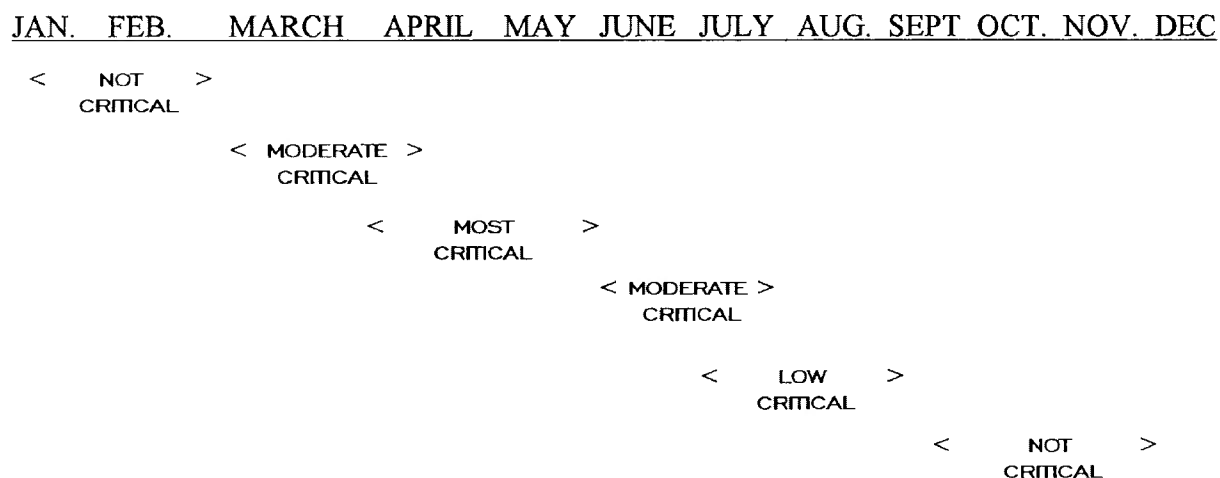 JAN. FEB. MARCH APRIL MAY JUNE JULY AUG. SEPT OCT. NOV. DEC
< NOT >
CRITICAL
< MODERATE >
CRITICAL
< MOST >
CRITICAL
< MODERATE >
CRITICAL
< LOW >
CRITICAL
< NOT >
CRITICAL